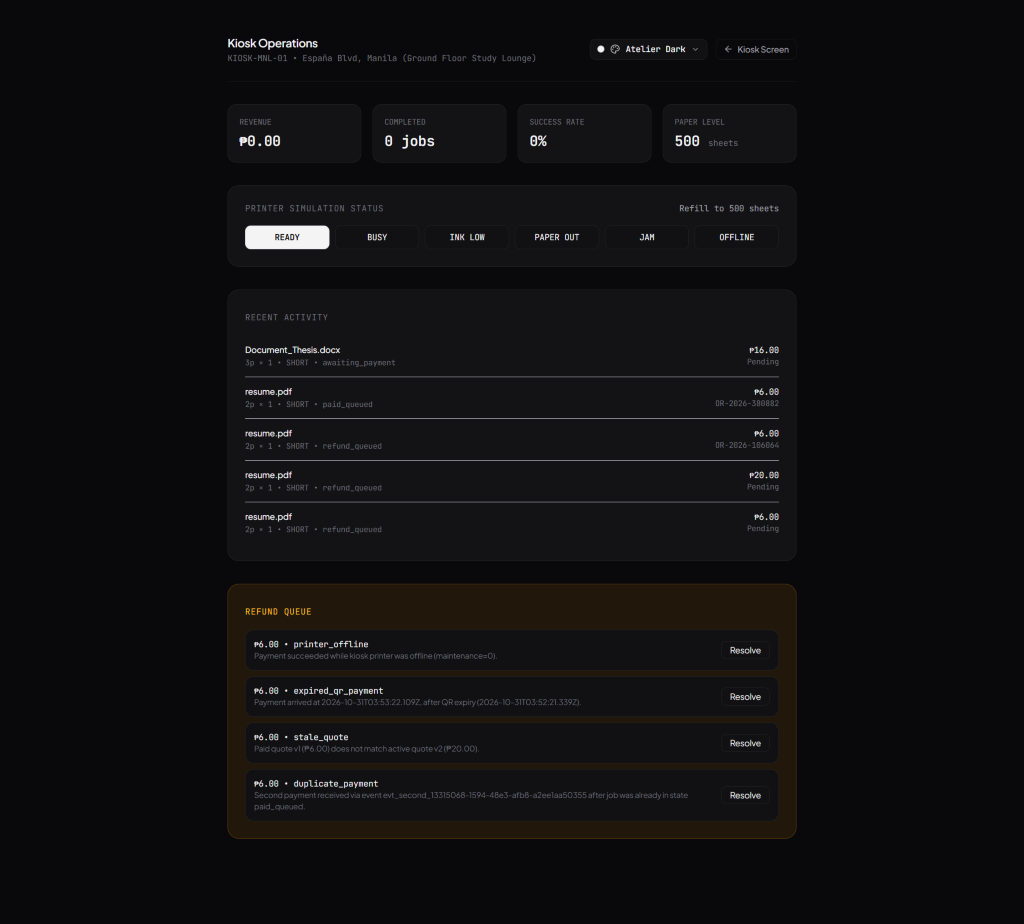 Kiosk Operations
KIOSK-MNL-01 • España Blvd, Manila (Ground Floor Study Lounge)
Atelier Dark
← Kiosk Screen
REVENUE
₱0.00
COMPLETED
0 jobs
SUCCESS RATE
0%
PAPER LEVEL
500 sheets
PRINTER SIMULATION STATUS
Refill to 500 sheets
READY
BUSY
INK LOW
PAPER OUT
JAM
OFFLINE
RECENT ACTIVITY
Document_Thesis.docx
₱16.00
3p × 1 • SHORT • awaiting_payment
Pending
resume.pdf
₱6.00
2p × 1 • SHORT • paid_queued
OR-2026-380882
resume.pdf
₱6.00
2p × 1 • SHORT • refund_queued
OR-2026-106064
resume.pdf
₱20.00
2p × 1 • SHORT • refund_queued
Pending
resume.pdf
₱6.00
2p × 1 • SHORT • refund_queued
Pending
REFUND QUEUE
₱6.00 • printer_offline
Payment succeeded while kiosk printer was offline (maintenance=0).
Resolve
₱6.00 • expired_qr_payment
Payment arrived at 2026-10-31T03:53:22.109Z, after QR expiry (2026-10-31T03:52:21.339Z).
Resolve
₱6.00 • stale_quote
Paid quote v1 (₱6.00) does not match active quote v2 (₱20.00).
Resolve
₱6.00 • duplicate_payment
Second payment received via event evt_second_13315068-1594-48e3-afb8-a2ee1aa50355 after job was already in state
paid_queued.
Resolve